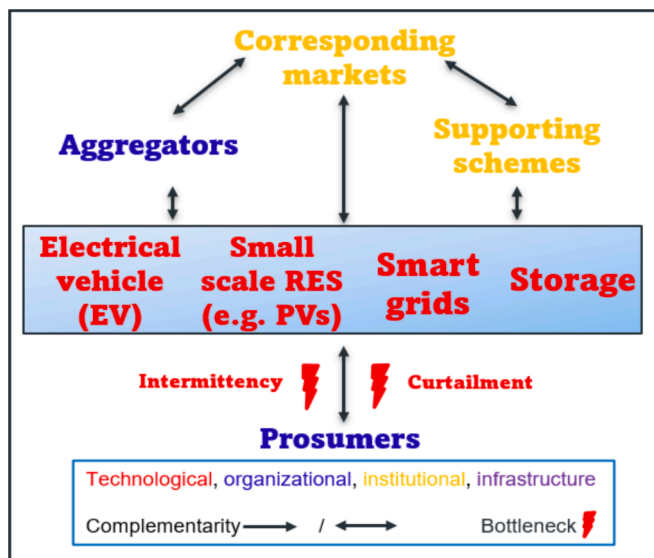 Corresponding
markets
Aggregators
Supporting
schemes
Electrical
vehicle
(EV)
Small
scale RES
(e.g. PVs)
Smart
grids
Storage
Intermittency
Curtailment
Prosumers
Technological, organizational, institutional, infrastructure
Complementarity / Bottleneck